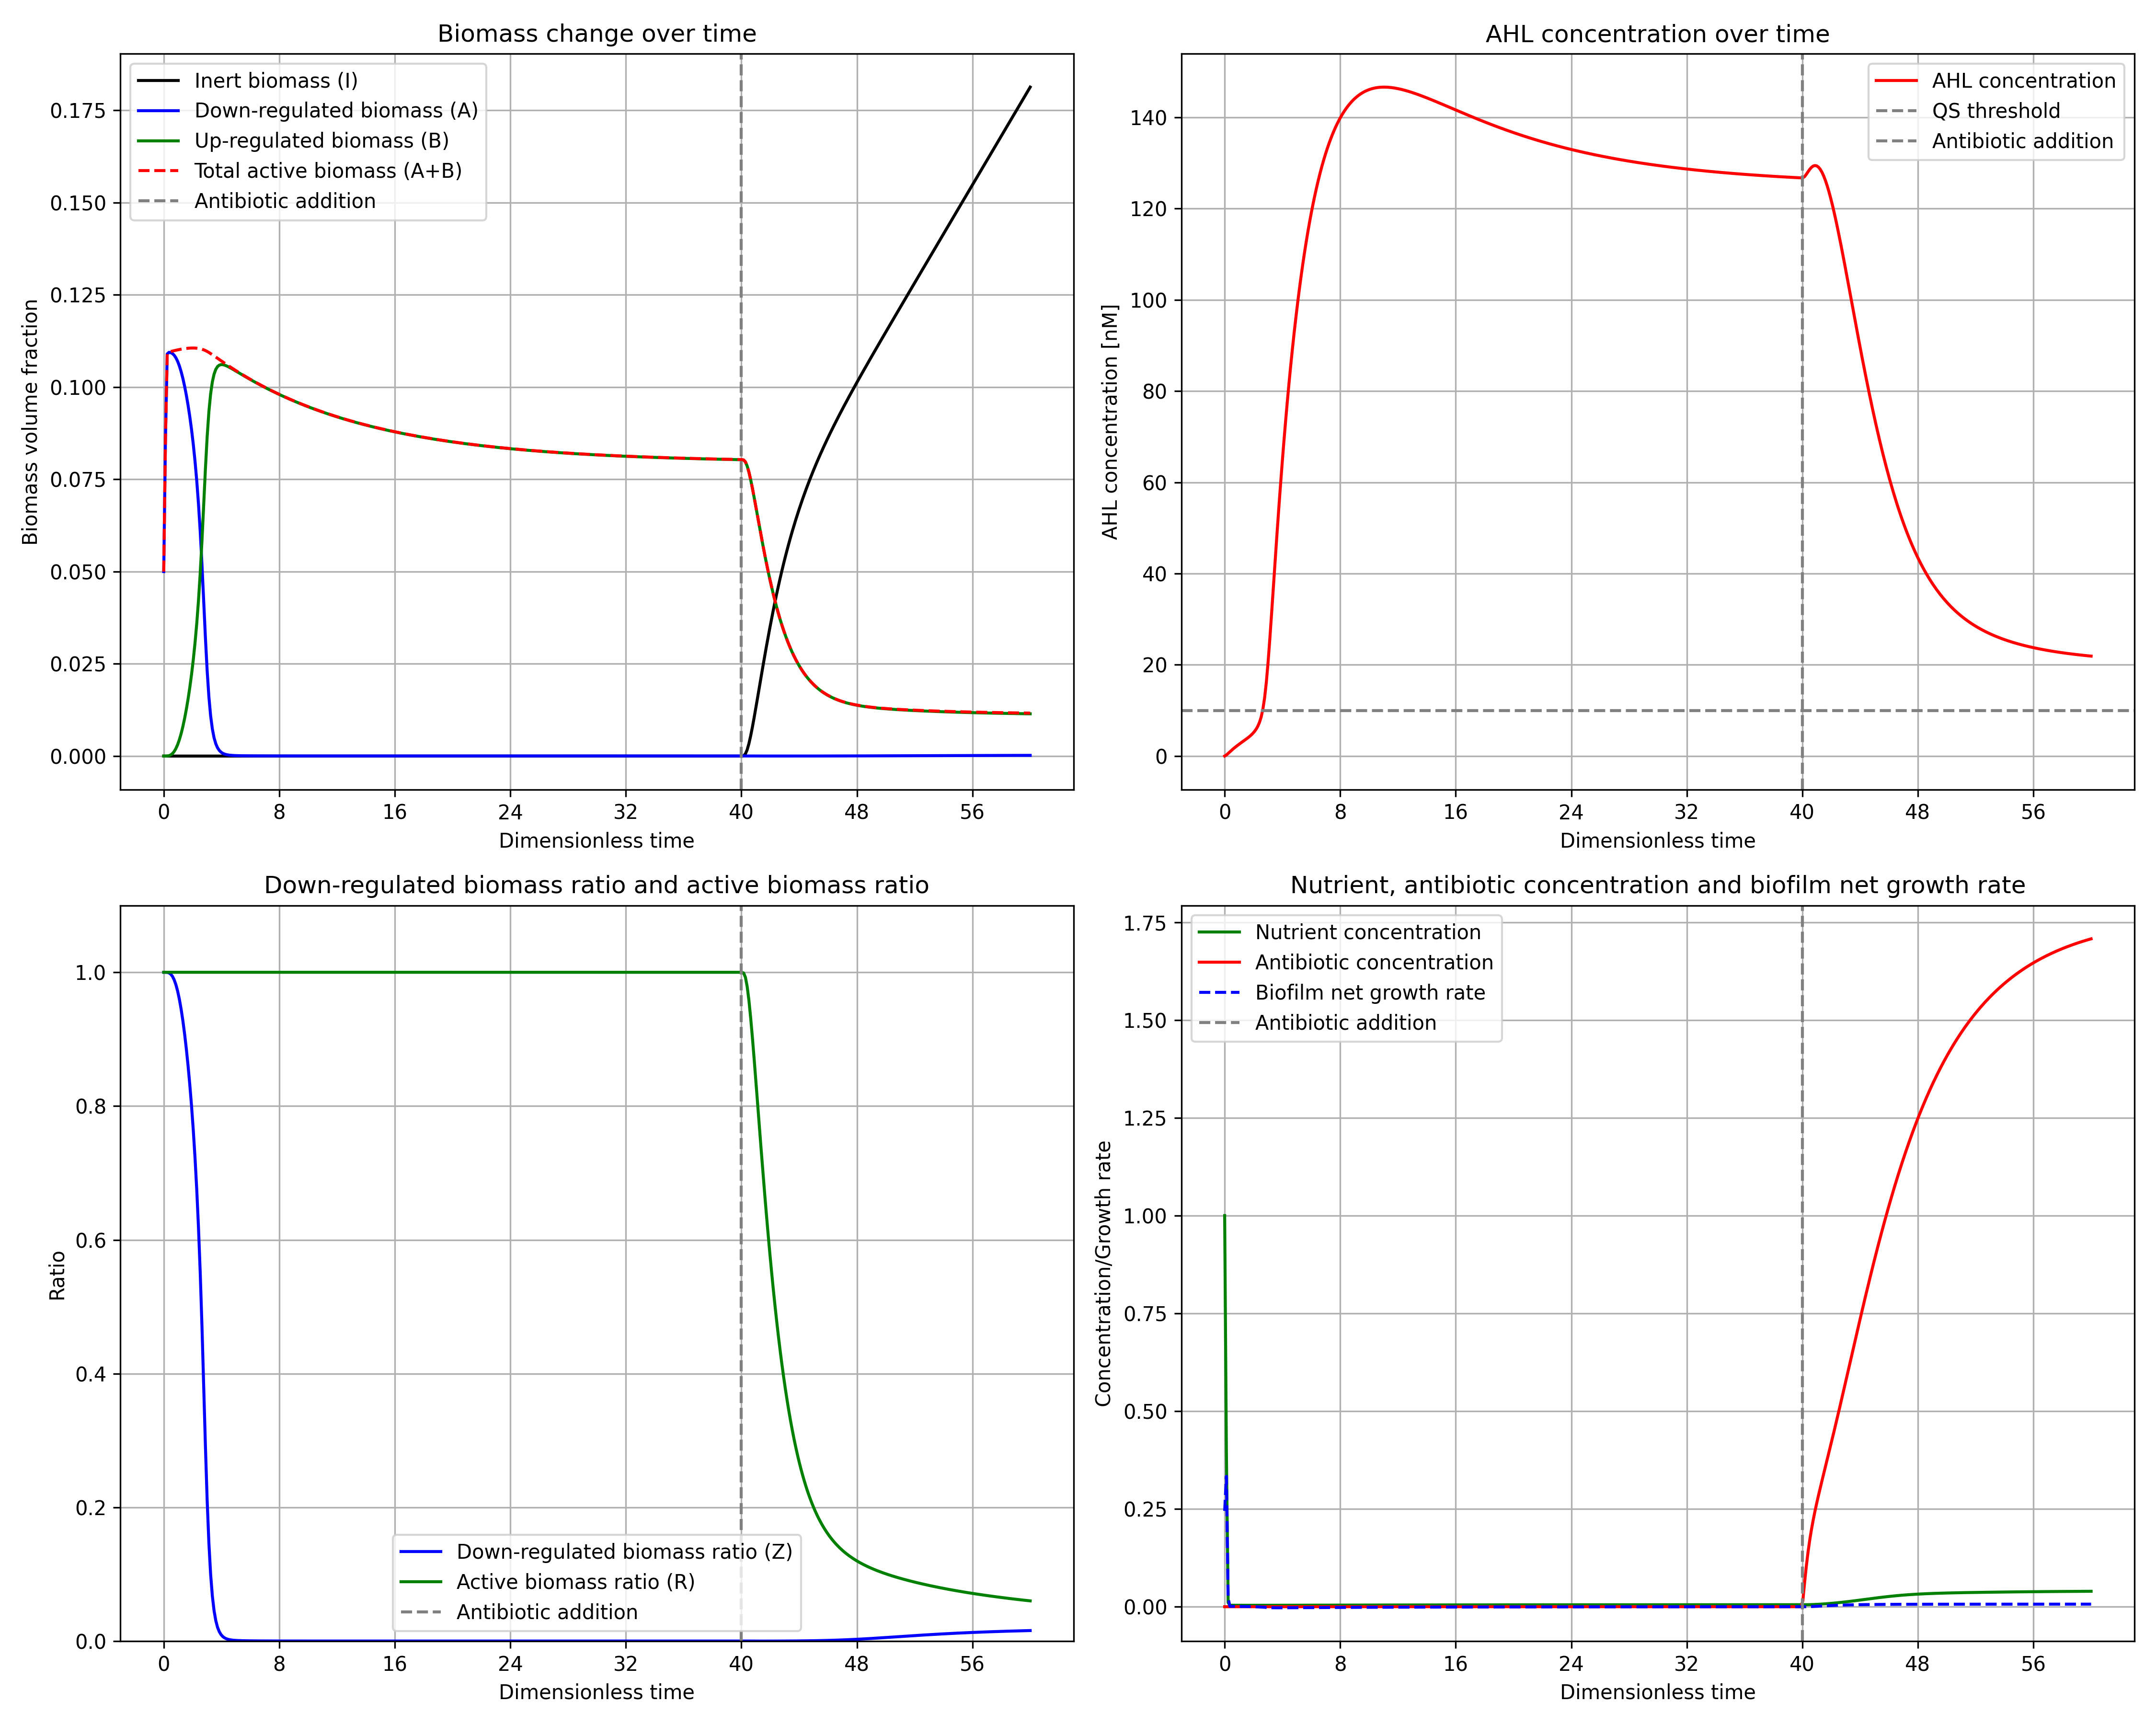 Biomass change over time
Inert biomass (I)
Down-regulated biomass (A)
Up-regulated biomass (B)
Total active biomass (A+B)
Antibiotic addition
Biomass volume fraction
0.175
0.150
0.125
0.100
0.075
0.050
0.025
0.000
0 8 16 24 32 40 48 56
Dimensionless time
AHL concentration over time
AHL concentration
QS threshold
Antibiotic addition
AHL concentration [nM]
140
120
100
80
60
40
20
0
0 8 16 24 32 40 48 56
Dimensionless time
Down-regulated biomass ratio and active biomass ratio
Ratio
1.0
0.8
0.6
0.4
0.2
0.0
Down-regulated biomass ratio (Z)
Active biomass ratio (R)
Antibiotic addition
0 8 16 24 32 40 48 56
Dimensionless time
Nutrient, antibiotic concentration and biofilm net growth rate
Nutrient concentration
Antibiotic concentration
Biofilm net growth rate
Antibiotic addition
Concentration/Growth rate
1.75
1.50
1.25
1.00
0.75
0.50
0.25
0.00
0 8 16 24 32 40 48 56
Dimensionless time